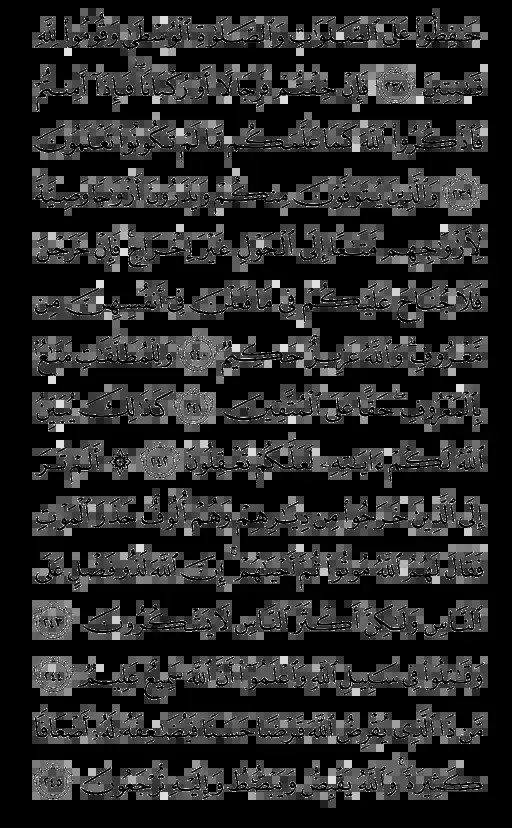 حَٰفِظُوا۟ عَلَى ٱلصَّلَوَٰتِ وَٱلصَّلَوٰةِ ٱلْوُسْطَىٰ وَقُومُوا۟ لِلَّهِ
قَٰنِتِينَ ٢٣٨ فَإِنْ خِفْتُمْ فَرِجَالًا أَوْ رُكْبَانًا فَإِذَآ أَمِنتُمْ
فَٱذْكُرُوا۟ ٱللَّهَ كَمَا عَلَّمَكُم مَّا لَمْ تَكُونُوا۟ تَعْلَمُونَ
٢٣٩ وَٱلَّذِينَ يُتَوَفَّوْنَ مِنكُمْ وَيَذَرُونَ أَزْوَٰجًا وَصِيَّةً
لِّأَزْوَٰجِهِم مَّتَٰعًا إِلَى ٱلْحَوْلِ غَيْرَ إِخْرَاجٍ فَإِنْ خَرَجْنَ
فَلَا جُنَاحَ عَلَيْكُمْ فِى مَا فَعَلْنَ فِىٓ أَنفُسِهِنَّ مِن
مَّعْرُوفٍ وَٱللَّهُ عَزِيزٌ حَكِيمٌ ٢٤٠ وَلِلْمُطَلَّقَٰتِ مَتَٰعٌۢ
بِٱلْمَعْرُوفِ حَقًّا عَلَى ٱلْمُتَّقِينَ ٢٤١ كَذَٰلِكَ يُبَيِّنُ
ٱللَّهُ لَكُمْ ءَايَٰتِهِۦ لَعَلَّكُمْ تَعْقِلُونَ ٢٤٢ ۞ أَلَمْ تَرَ
إِلَى ٱلَّذِينَ خَرَجُوا۟ مِن دِيَٰرِهِمْ وَهُمْ أُلُوفٌ حَذَرَ ٱلْمَوْتِ
فَقَالَ لَهُمُ ٱللَّهُ مُوتُوا۟ ثُمَّ أَحْيَٰهُمْ إِنَّ ٱللَّهَ لَذُو فَضْلٍ عَلَى
ٱلنَّاسِ وَلَٰكِنَّ أَكْثَرَ ٱلنَّاسِ لَا يَشْكُرُونَ ٢٤٣
وَقَٰتِلُوا۟ فِى سَبِيلِ ٱللَّهِ وَٱعْلَمُوٓا۟ أَنَّ ٱللَّهَ سَمِيعٌ عَلِيمٌ ٢٤٤
مَّن ذَا ٱلَّذِى يُقْرِضُ ٱللَّهَ قَرْضًا حَسَنًا فَيُضَٰعِفَهُۥ لَهُۥٓ أَضْعَافًا
كَثِيرَةً وَٱللَّهُ يَقْبِضُ وَيَبْصُۜطُ وَإِلَيْهِ تُرْجَعُونَ ٢٤٥